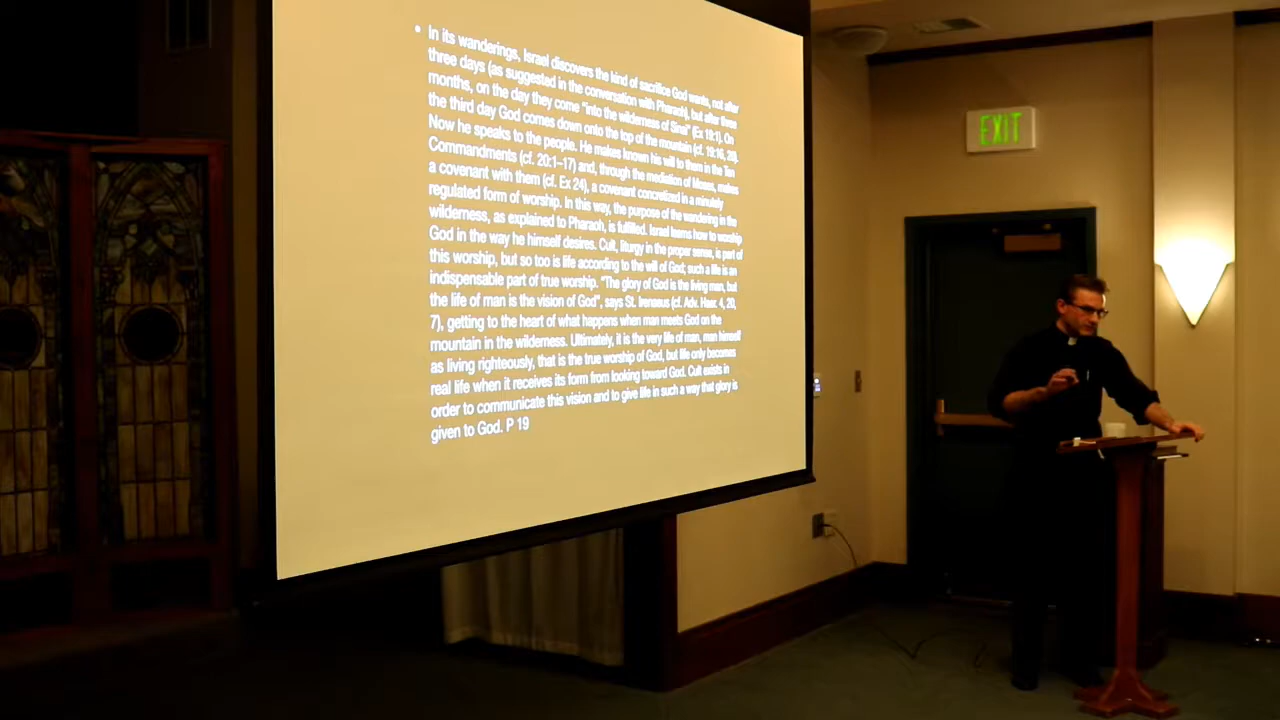 • In its wanderings, Israel discovers the kind of sacrifice God wants, not after
three days (as suggested in the conversation with Pharaoh), but after three
months, on the day they come “into the wilderness of Sinai” (Ex 19:1). On
the third day God comes down onto the top of the mountain (cf. 19:16, 20).
Now he speaks to the people. He makes known his will to them in the Ten
Commandments (cf. 20:1–17) and, through the mediation of Moses, makes
a covenant with them (cf. Ex 24), a covenant concretized in a minutely
regulated form of worship. In this way, the purpose of the wandering in the
wilderness, as explained to Pharaoh, is fulfilled. Israel learns how to worship
God in the way he himself desires. Cult, liturgy in the proper sense, is part of
this worship, but so too is life according to the will of God; such a life is an
indispensable part of true worship. “The glory of God is the living man, but
the life of man is the vision of God”, says St. Irenaeus (cf. Adv. Haer. 4, 20,
7), getting to the heart of what happens when man meets God on the
mountain in the wilderness. Ultimately, it is the very life of man, man himself
as living righteously, that is the true worship of God, but life only becomes
real life when it receives its form from looking toward God. Cult exists in
order to communicate this vision and to give life in such a way that glory is
given to God. P 19
EXIT